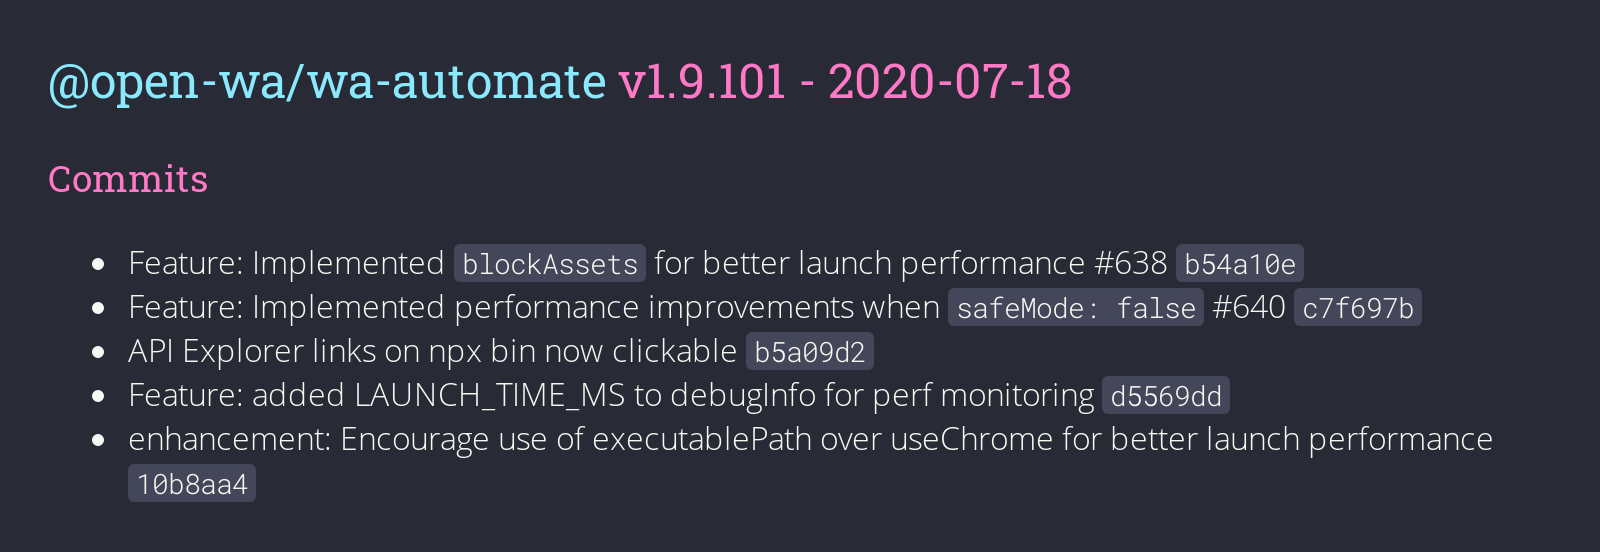 @open-wa/wa-automate v1.9.101 - 2020-07-18
Commits
Feature: Implemented blockAssets for better launch performance #638 b54a10e
Feature: Implemented performance improvements when safeMode: false #640 c7f697b
API Explorer links on npx bin now clickable b5a09d2
Feature: added LAUNCH_TIME_MS to debugInfo for perf monitoring d5569dd
enhancement: Encourage use of executablePath over useChrome for better launch performance
10b8aa4